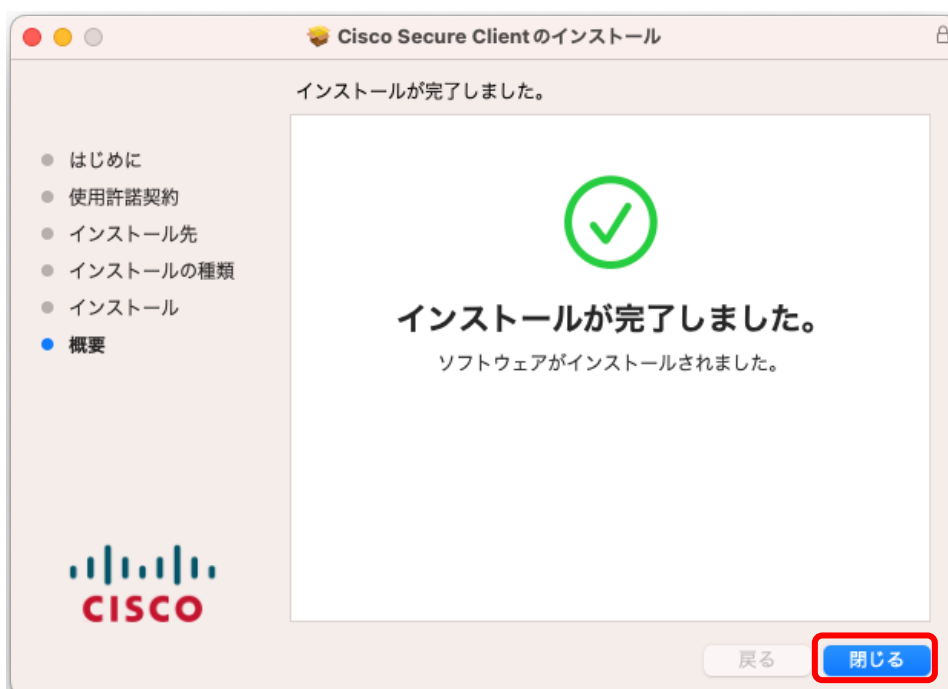 Cisco Secure Clientのインストール
インストールが完了しました。
はじめに
使用許諾契約
インストール先
インストールの種類
インストール
概要
インストールが完了しました。
ソフトウェアがインストールされました。
CISCO
戻る
閉じる